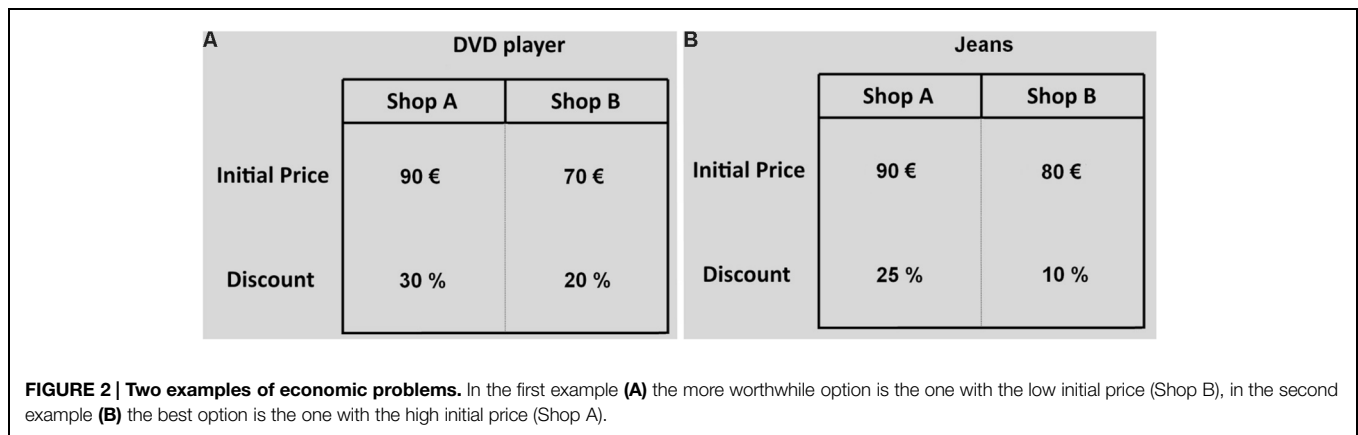 A DVD player
Shop A Shop B
Initial Price 90 € 70 €
Discount 30 % 20 %
B Jeans
Shop A Shop B
Initial Price 90 € 80 €
Discount 25 % 10 %
FIGURE 2 | Two examples of economic problems. In the first example (A) the more worthwhile option is the one with the low initial price (Shop B), in the second
example (B) the best option is the one with the high initial price (Shop A).